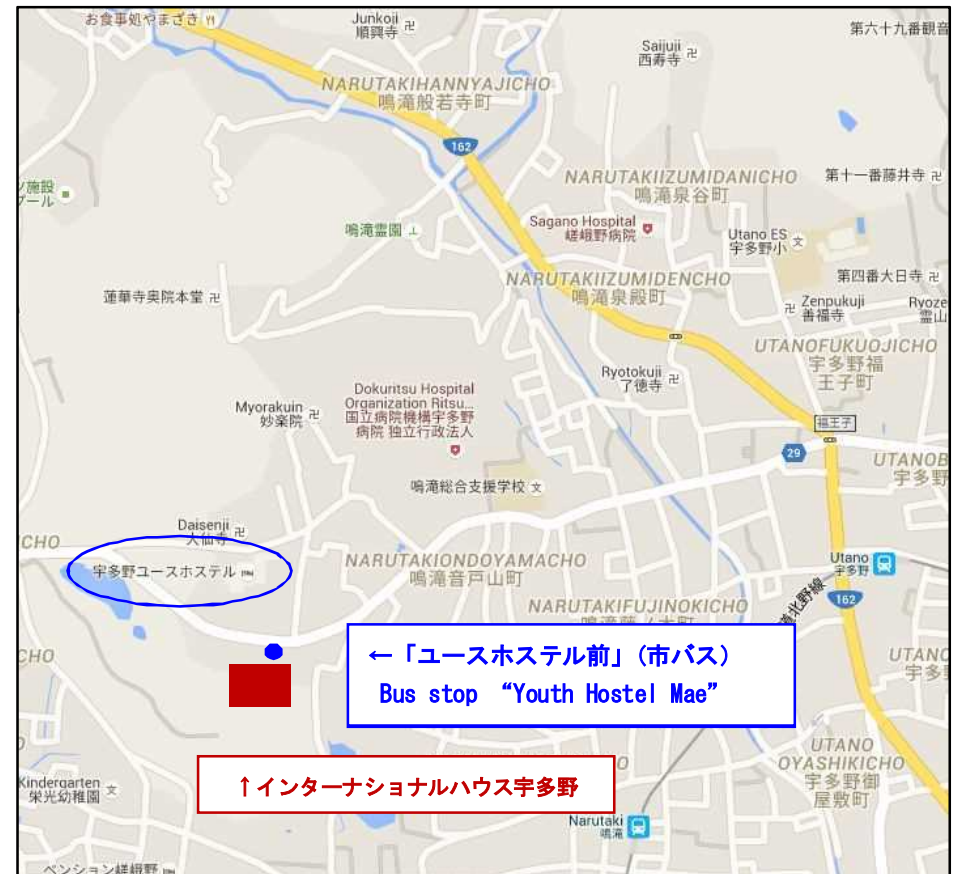 お食事処やまざき
Junkoji
順興寺
第六十九番観音
Saijuji
西寿寺
NARUTAKIHANNYAJICHO
鳴滝般若寺町
162
NARUTAKIIZUMIDANICHO
鳴滝泉谷町
第十一番藤井寺
施設
プール
Sagano Hospital
嵯峨野病院
鳴滝霊園
Utano ES
宇多野小
文
NARUTAKIIZUMIDENCHO
鳴滝泉殿町
第四番大日寺
蓮華寺奥院本堂
Zenpukuji
善福寺
Ryoze
霊山
UTANOFUKUOJICHO
宇多野福
王子町
Ryotokuji
了徳寺
Dokuritsu Hospital
Organization Ritsu...
国立病院機構宇多野
病院 独立行政法人
Myorakuin
妙楽院
福王子
29
UTANOB
宇多野
鳴滝総合支援学校 文
Daisenji
大仙寺
CHO
宇多野ユースホステル
NARUTAKIONDOYAMACHO
鳴滝音戸山町
Utano
宇多野
162
道北野線
NARUTAKIFUJINOKICHO
CHO
←「ユースホステル前」(市バス)
Bus stop “Youth Hostel Mae”
UTANO
宇多野
UTANO
OYASHIKICHO
宇多野御
屋敷町
↑インターナショナルハウス宇多野
O
Kindergarten
栄光幼稚園
文
Narutaki
鳴滝
ペンション嵯峨野